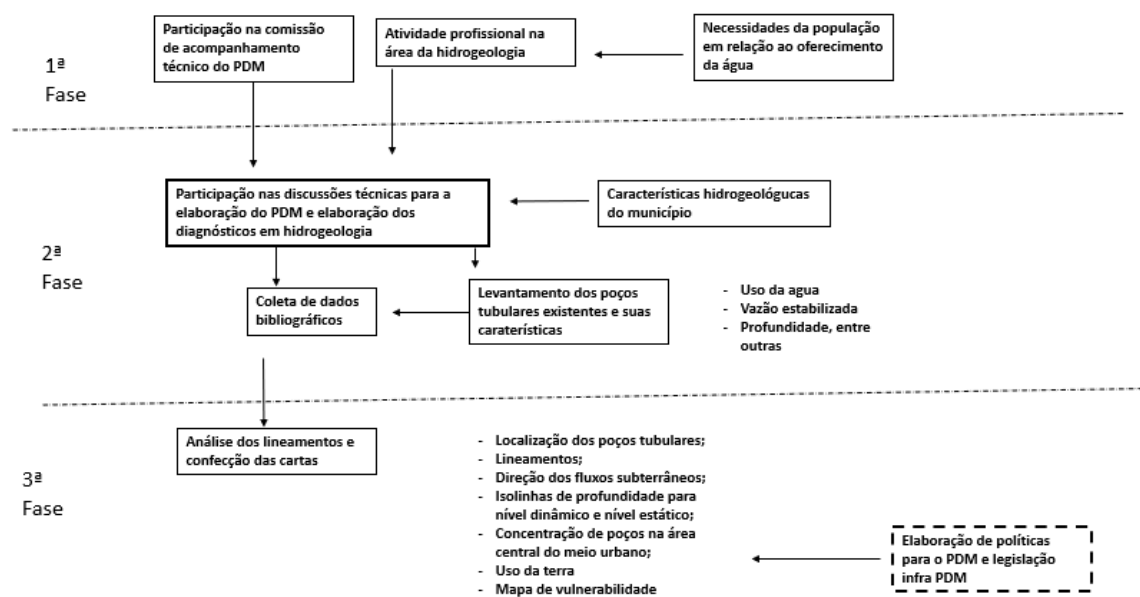 1ª
Fase
Participação na comissão
de acompanhamento
técnico do PDM
Atividade profissional na
área da hidrogeologia
Necessidades da população
em relação ao oferecimento
da água
2ª
Fase
Participação nas discussões técnicas para a
elaboração do PDM e elaboração dos
diagnósticos em hidrogeologia
Características hidrogeológucas
do município
Coleta de dados
bibliográficos
Levantamento dos poços
tubulares existentes e suas
caraterísticas
- Uso da agua
- Vazão estabilizada
- Profundidade, entre
outras
3ª
Fase
Análise dos lineamentos e
confecção das cartas
- Localização dos poços tubulares;
- Lineamentos;
- Direção dos fluxos subterrâneos;
- Isolinhas de profundidade para
nível dinâmico e nível estático;
- Concentração de poços na área
central do meio urbano;
- Uso da terra
- Mapa de vulnerabilidade
Elaboração de políticas
para o PDM e legislação
infra PDM